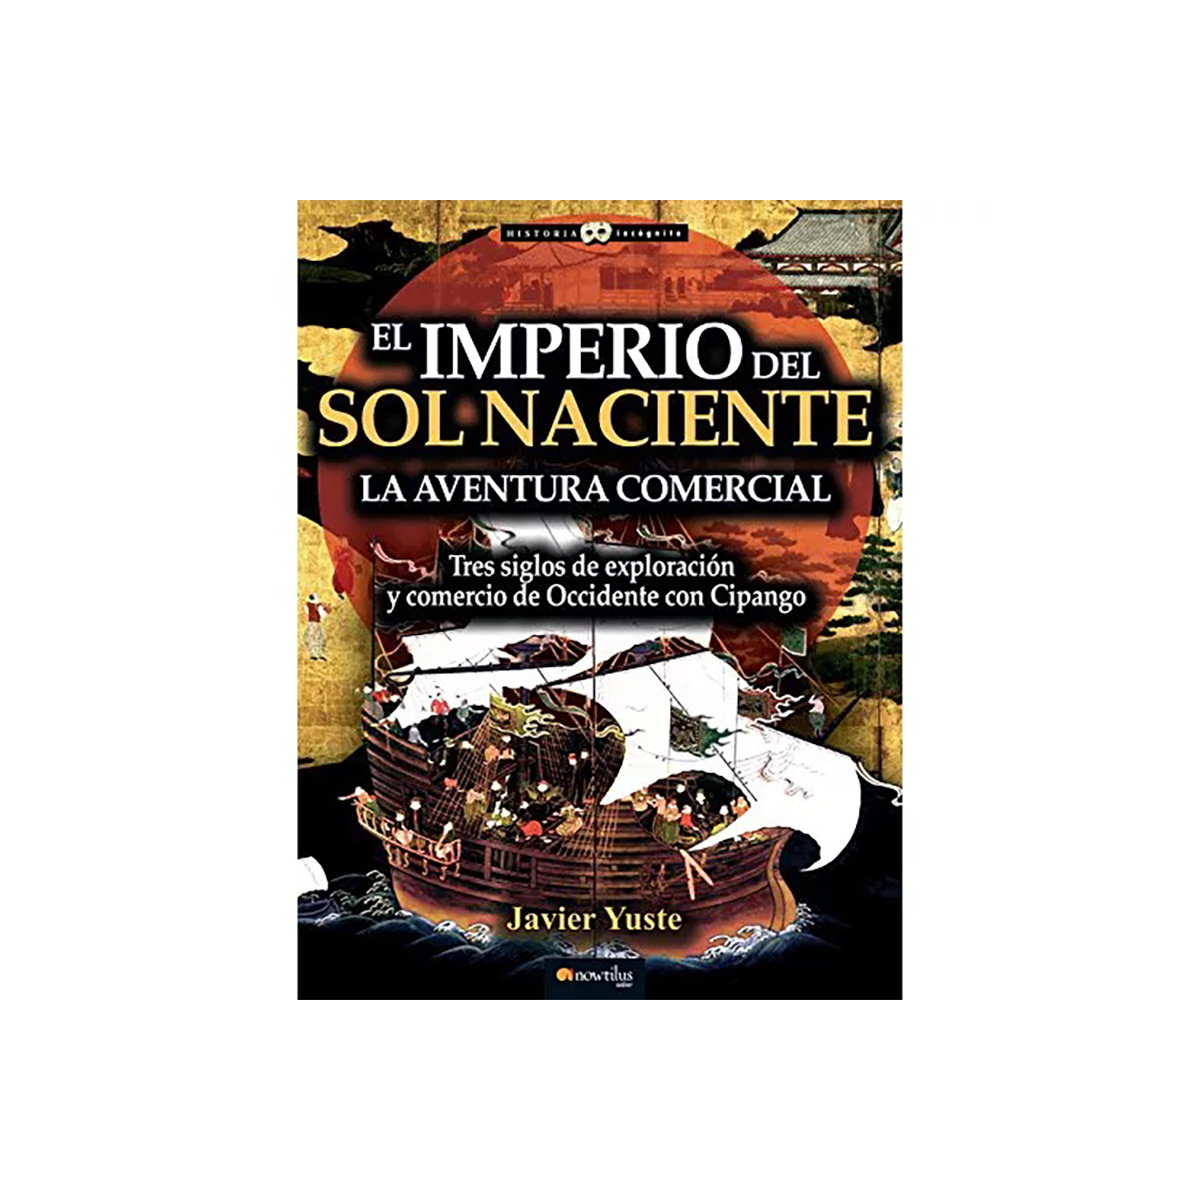 HISTORIA incógnita
EL IMPERIO DEL
SOL NACIENTE
LA AVENTURA COMERCIAL
Tres siglos de exploración
y comercio de Occidente con Cipango
Javier Yuste
nowtilus
saber